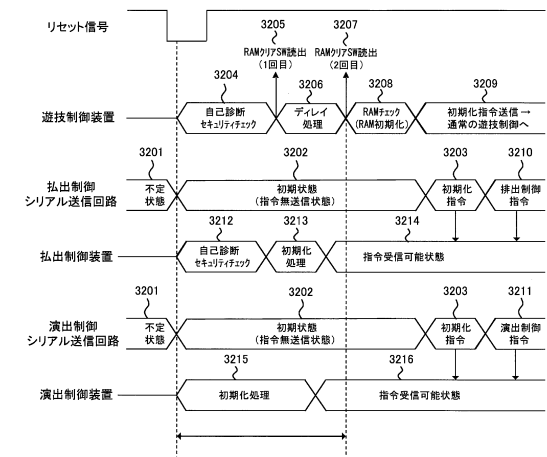 リセット信号
3205
3207
RAMクリアSW読出
(1回目)
RAMクリアSW読出
(2回目)
3204
3206
3208
3209
遊技制御装置
自己診断
セキュリティチェック
ディレイ
処理
RAMチェック
(RAM初期化)
初期化指令送信→
通常の遊技制御へ
3201
3202
3203
3210
払出制御
シリアル送信回路
不定
状態
初期状態
(指令無送信状態)
初期化
指令
排出制御
指令
3212
3213
3214
払出制御装置
自己診断
セキュリティチェック
初期化
処理
指令受信可能状態
3201
3202
3203
3211
演出制御
シリアル送信回路
不定
状態
初期状態
(指令無送信状態)
初期化
指令
演出制御
指令
3215
3216
演出制御装置
初期化処理
指令受信可能状態